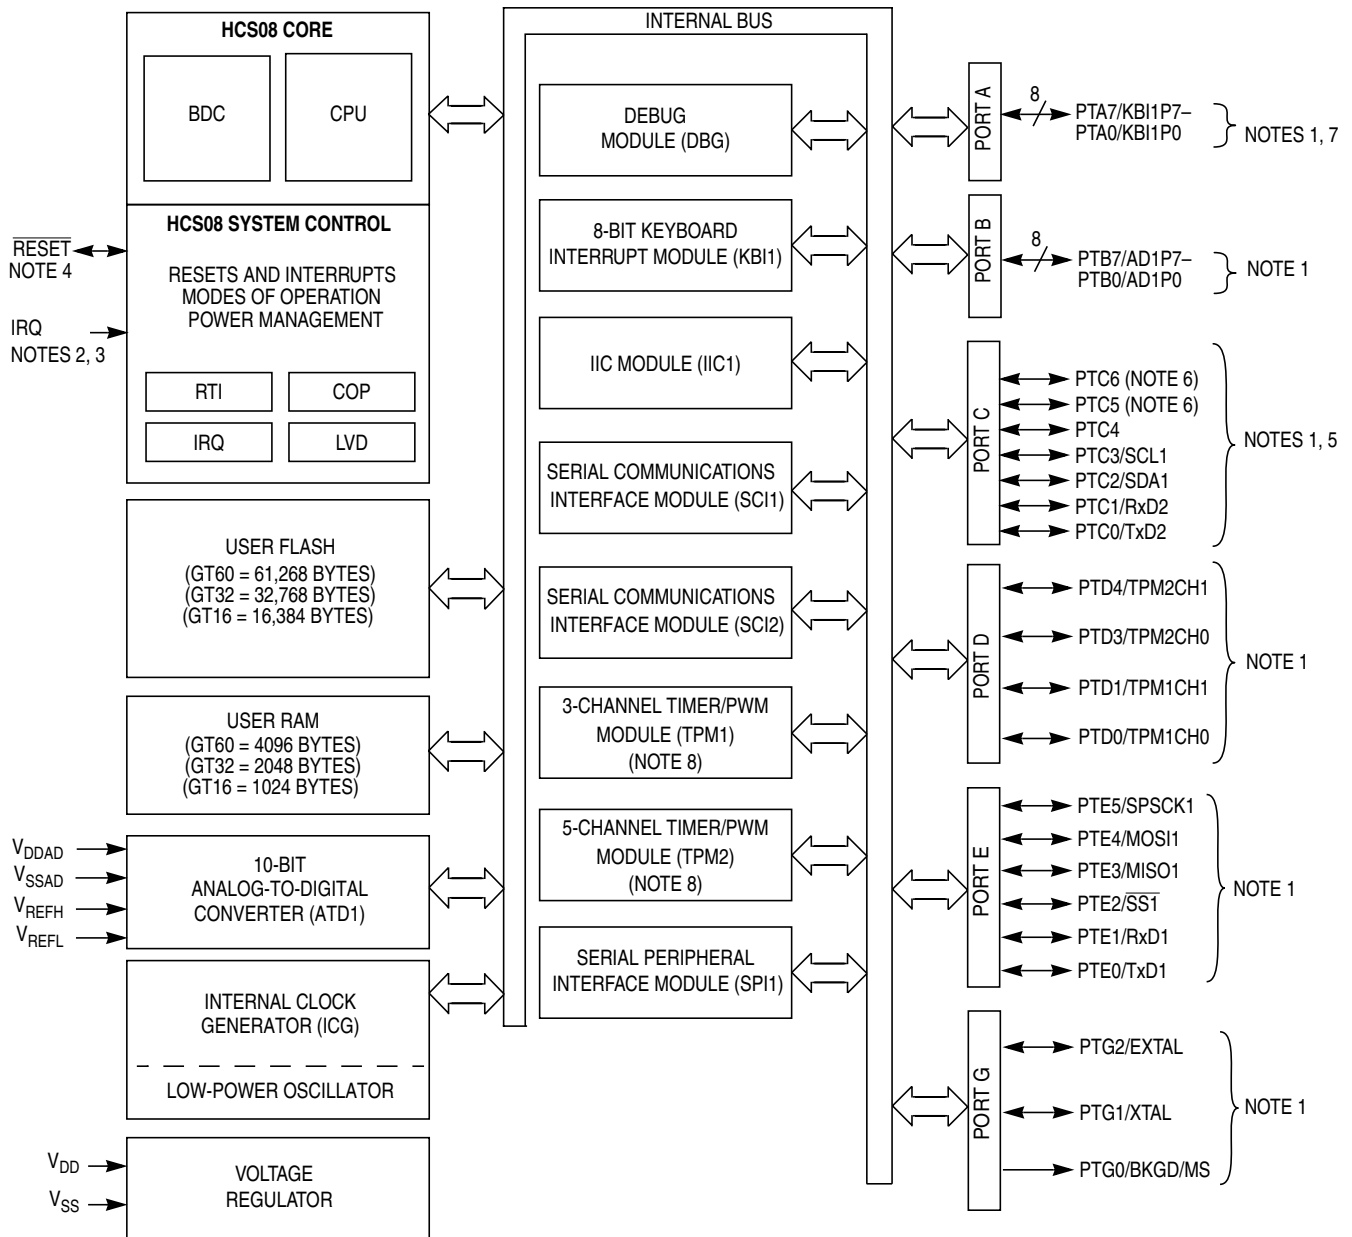 HCS08 CORE
BDC
CPU
HCS08 SYSTEM CONTROL
RESETS AND INTERRUPTS
MODES OF OPERATION
POWER MANAGEMENT
RTI
COP
IRQ
LVD
RESET
NOTE 4
IRQ
NOTES 2, 3
USER FLASH
(GT60 = 61,268 BYTES)
(GT32 = 32,768 BYTES)
(GT16 = 16,384 BYTES)
USER RAM
(GT60 = 4096 BYTES)
(GT32 = 2048 BYTES)
(GT16 = 1024 BYTES)
VDDAD
VSSAD
VREFH
VREFL
10-BIT
ANALOG-TO-DIGITAL
CONVERTER (ATD1)
INTERNAL CLOCK
GENERATOR (ICG)
LOW-POWER OSCILLATOR
VDD
VSS
VOLTAGE
REGULATOR
INTERNAL BUS
DEBUG
MODULE (DBG)
8-BIT KEYBOARD
INTERRUPT MODULE (KBI1)
IIC MODULE (IIC1)
SERIAL COMMUNICATIONS
INTERFACE MODULE (SCI1)
SERIAL COMMUNICATIONS
INTERFACE MODULE (SCI2)
3-CHANNEL TIMER/PWM
MODULE (TPM1)
(NOTE 8)
5-CHANNEL TIMER/PWM
MODULE (TPM2)
(NOTE 8)
SERIAL PERIPHERAL
INTERFACE MODULE (SPI1)
PORT A
8
PTA7/KBI1P7–
PTA0/KBI1P0
NOTES 1, 7
PORT B
8
PTB7/AD1P7–
PTB0/AD1P0
NOTE 1
PORT C
PTC6 (NOTE 6)
PTC5 (NOTE 6)
PTC4
PTC3/SCL1
PTC2/SDA1
PTC1/RxD2
PTC0/TxD2
NOTES 1, 5
PORT D
PTD4/TPM2CH1
PTD3/TPM2CH0
PTD1/TPM1CH1
PTD0/TPM1CH0
NOTE 1
PORT E
PTE5/SPSCK1
PTE4/MOSI1
PTE3/MISO1
PTE2/SS1
PTE1/RxD1
PTE0/TxD1
NOTE 1
PORT G
PTG2/EXTAL
PTG1/XTAL
PTG0/BKGD/MS
NOTE 1